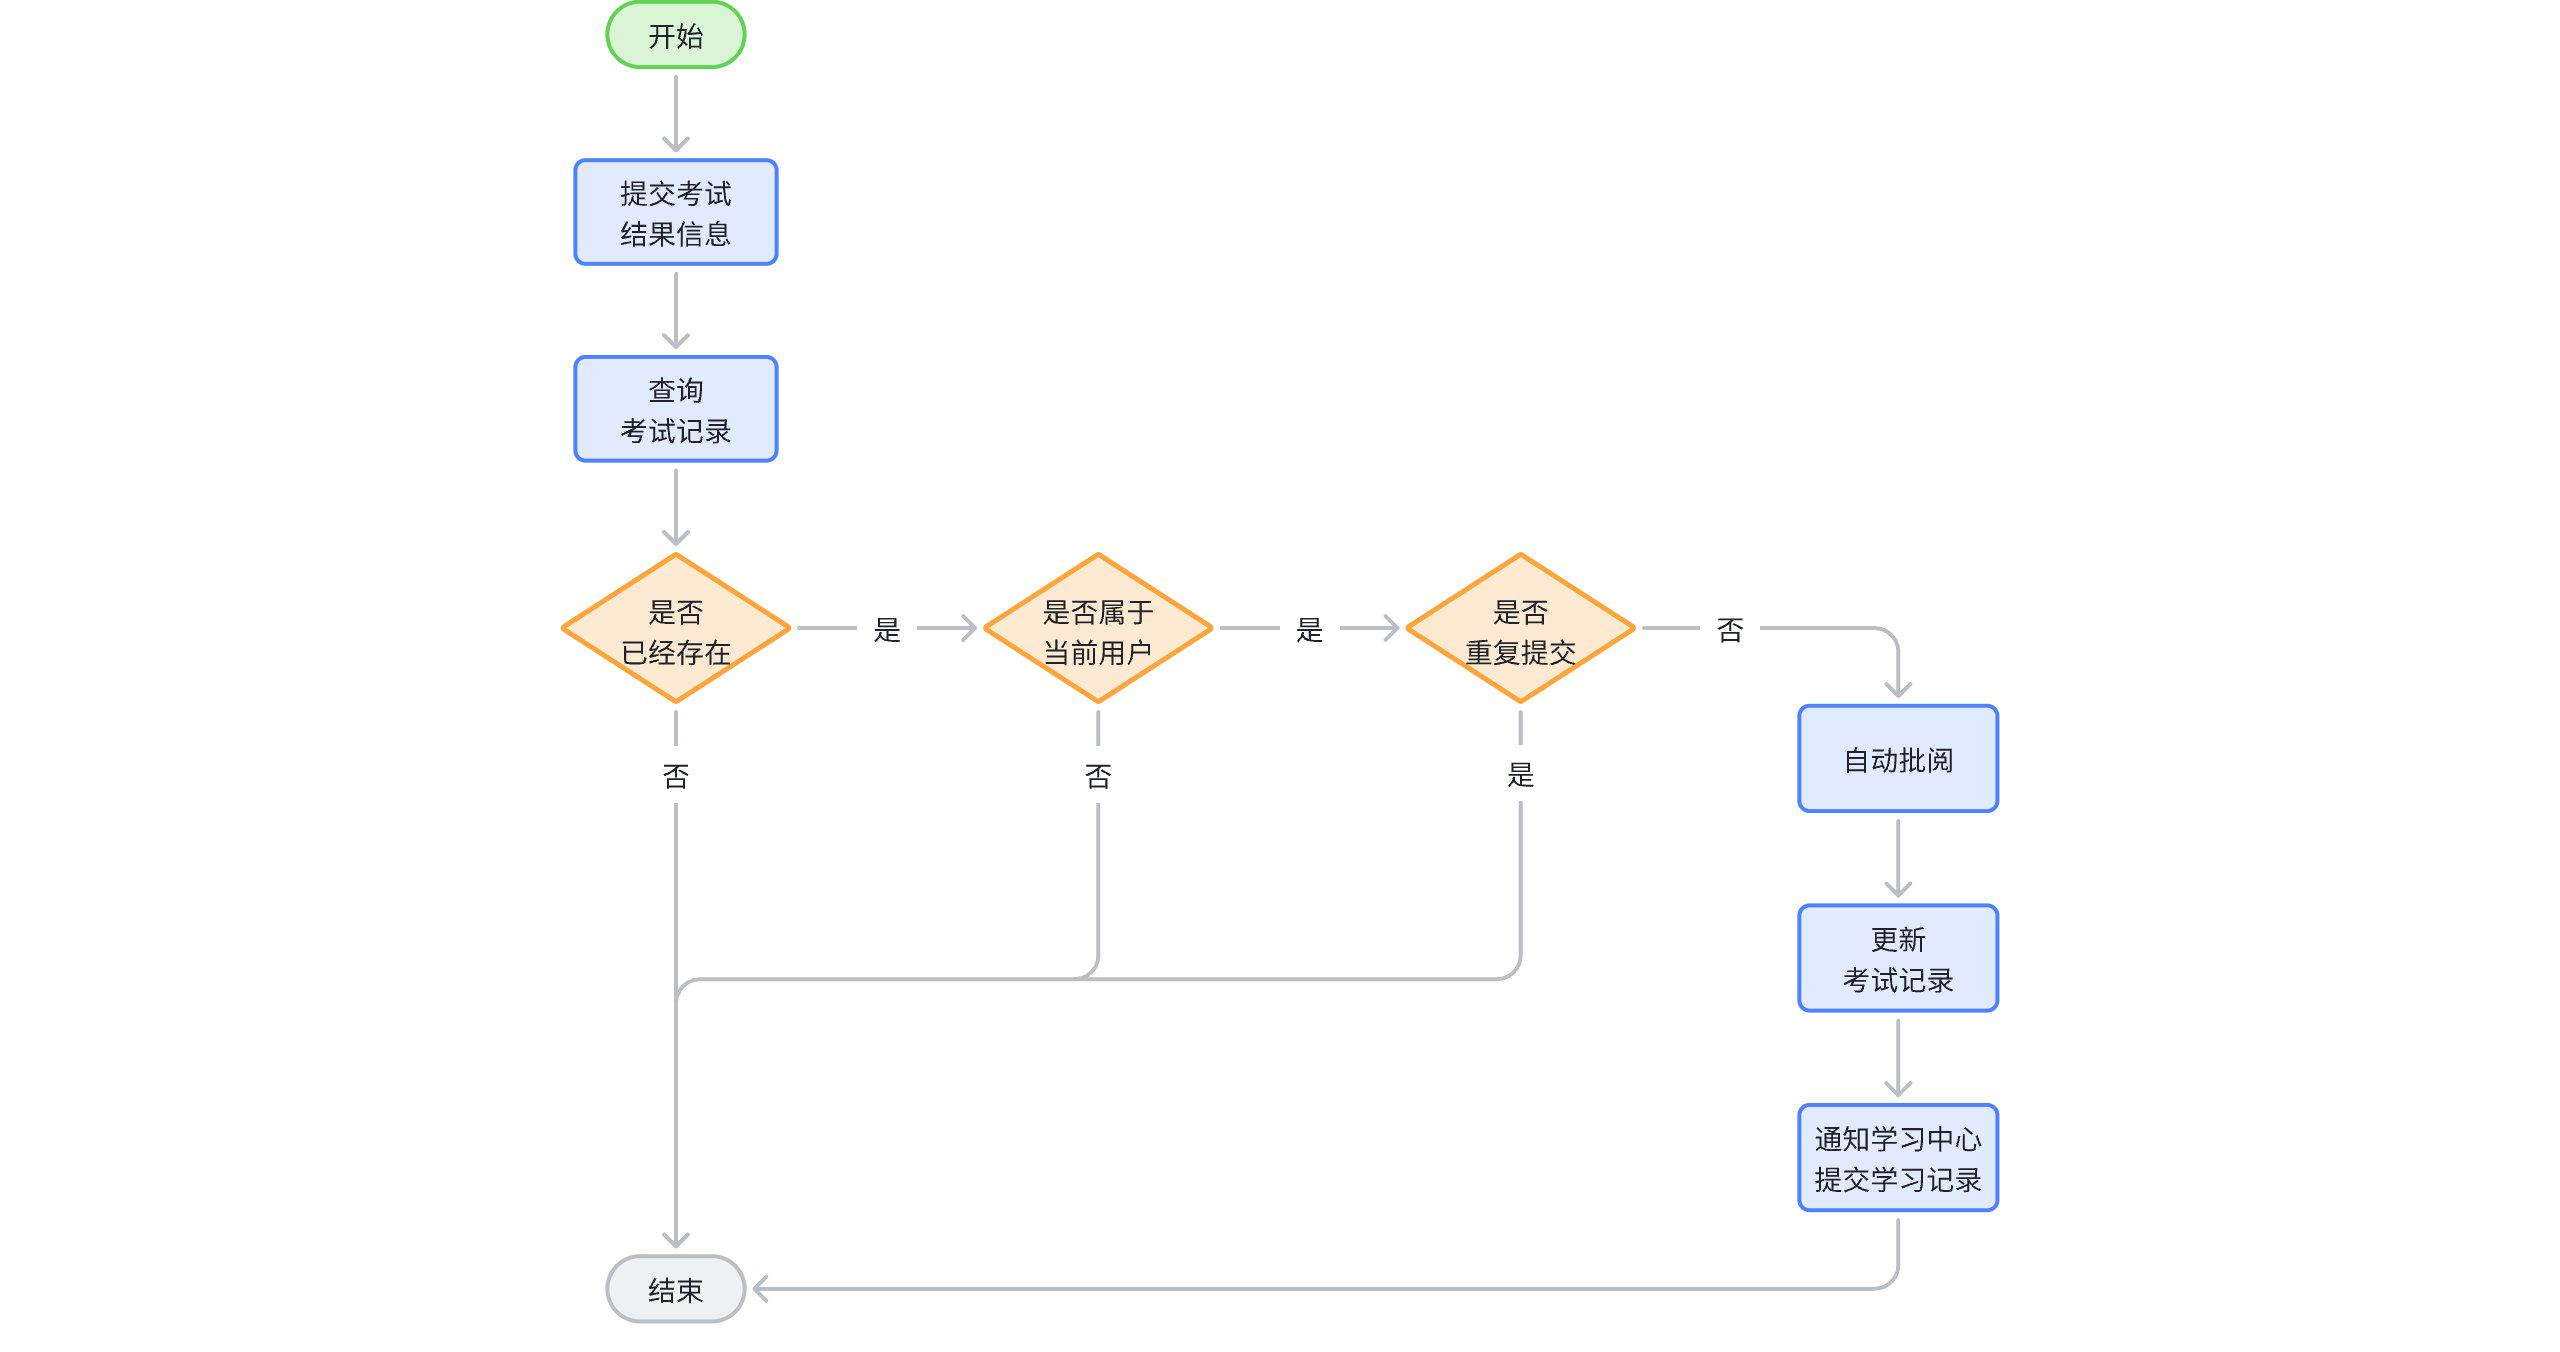 开始
提交考试
结果信息
查询
考试记录
是否
已经存在
是
是否属于
当前用户
是
是否
重复提交
否
否
否
是
自动批阅
更新
考试记录
通知学习中心
提交学习记录
结束